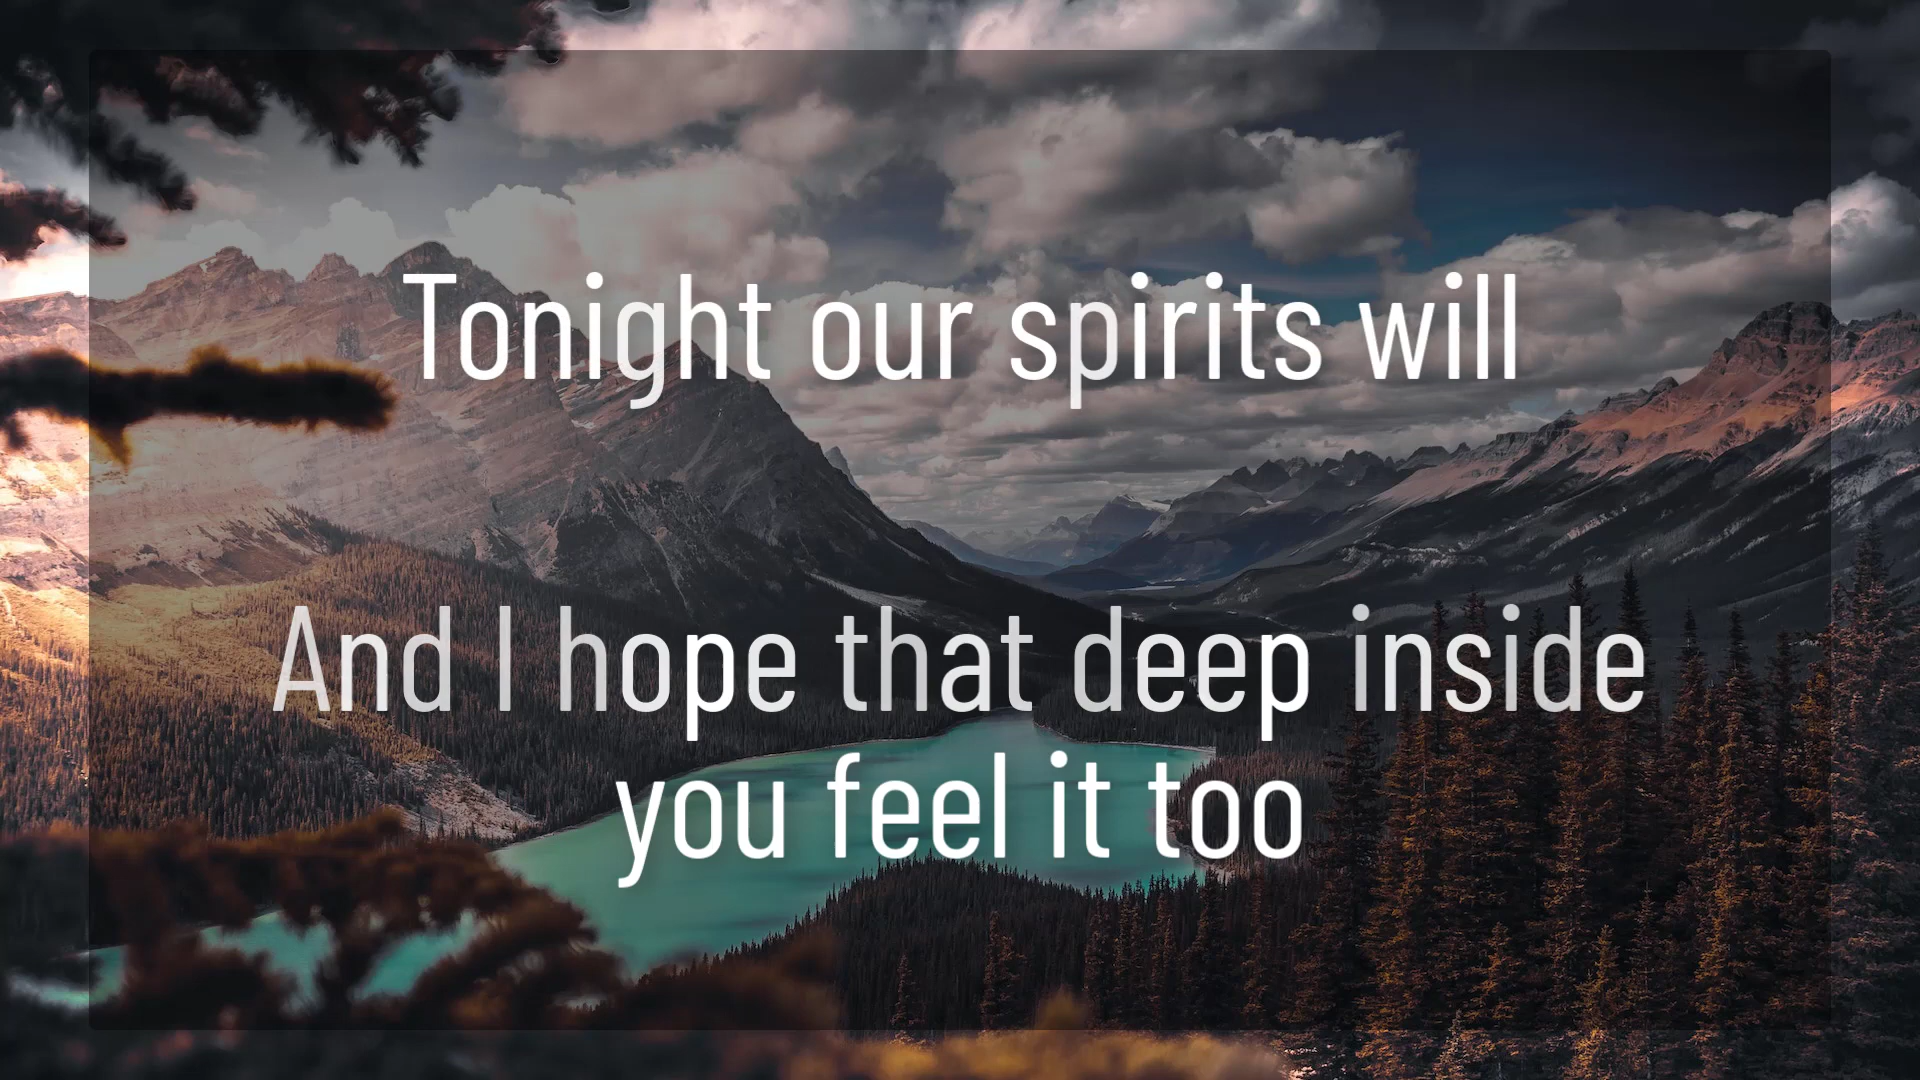 Tonight our spirits will
And I hope that deep inside
you feel it too